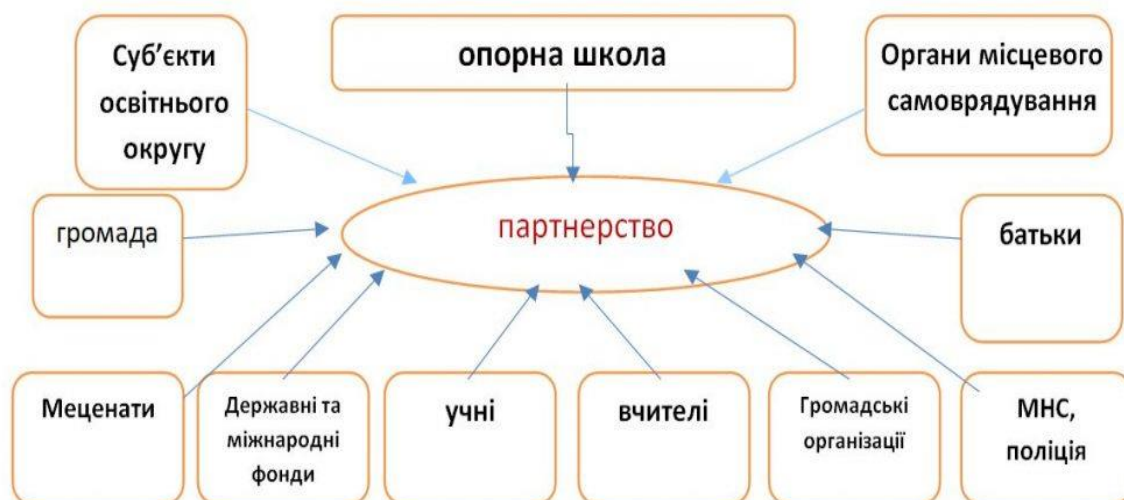 Суб’єкти
освітнього
округу
опорна школа
Органи місцевого
самоврядування
громада
партнерство
батьки
Меценати
Державні та
міжнародні
фонди
учні
вчителі
Громадські
організації
МНС,
поліція